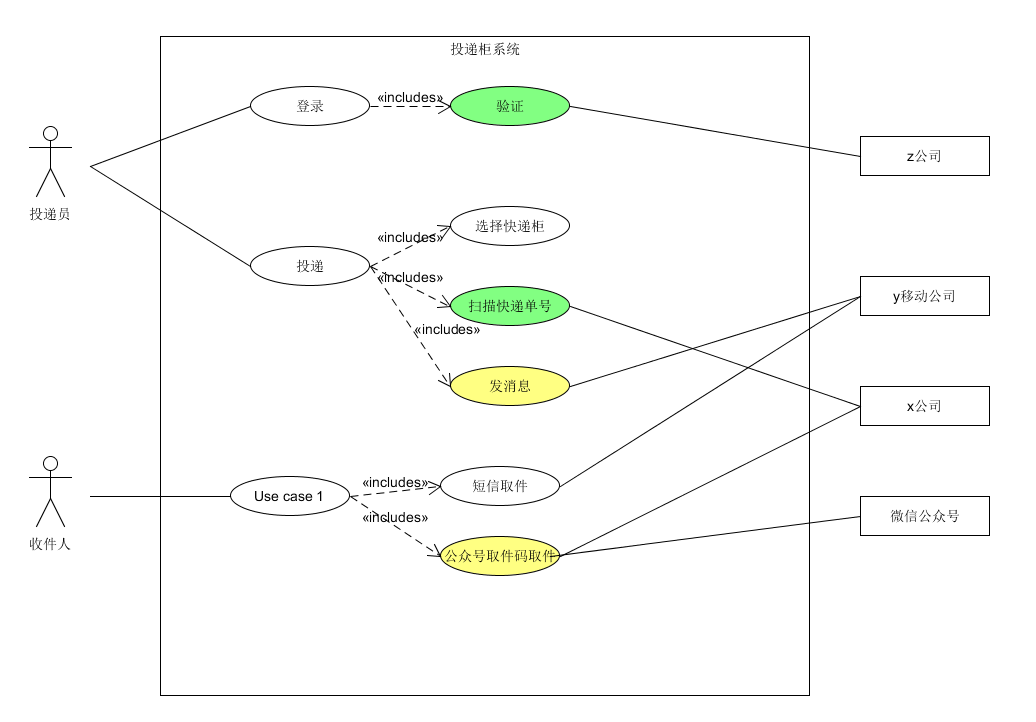 投递柜系统
登录
«includes»
验证
z公司
投递员
选择快递柜
«includes»
投递
«includes»
扫描快递单号
y移动公司
«includes»
发消息
x公司
«includes»
短信取件
Use case 1
«includes»
微信公众号
收件人
公众号取件码取件